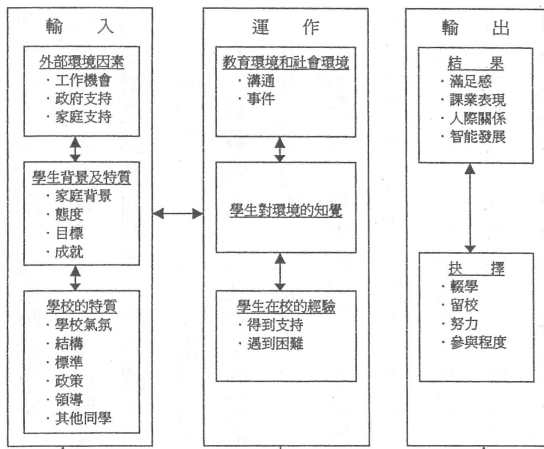 輸入
外部環境因素
·工作機會
·政府支持
·家庭支持
學生背景及特質
·家庭背景
·態度
·目標
·成就
學校的特質
·學校氣氛
·結構
·標準
·政策
·領導
·其他同學
運作
教育環境和社會環境
·溝通
·事件
學生對環境的知覺
學生在校的經驗
·得到支持
·遇到困難
輸出
結果
·滿足感
·課業表現
·人際關係
·智能發展
抉擇
·輟學
·留校
·努力
·參與程度